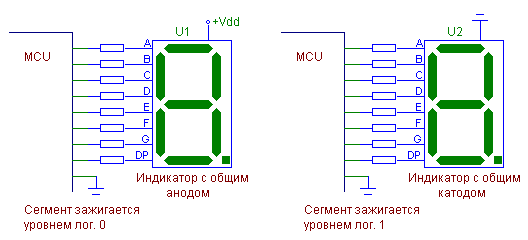 +Vdd
U1
MCU
A
B
C
D
E
F
G
DP
Индикатор с общим
анодом
Сегмент зажигается
уровнем лог. 0
U2
MCU
A
B
C
D
E
F
G
DP
Индикатор с общим
катодом
Сегмент зажигается
уровнем лог. 1